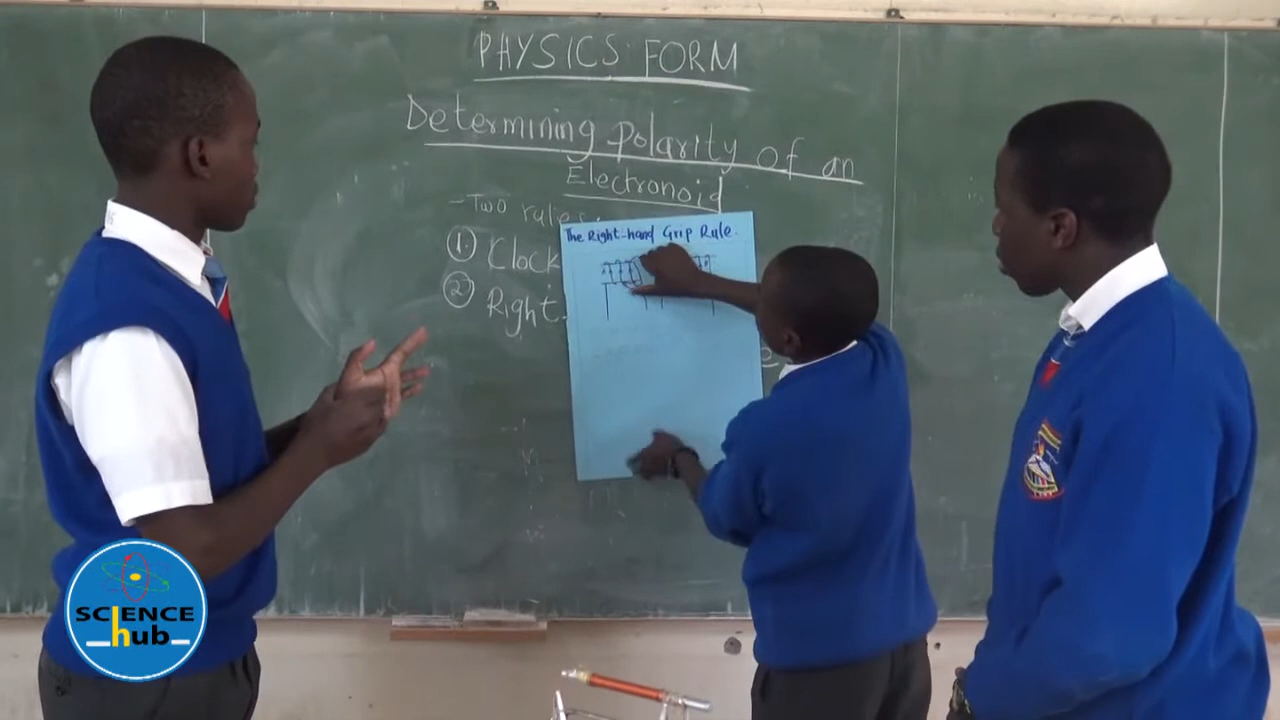 PHYSICS FORM
Determining Polarity of an
Electronoid
- Two rules:
① Clock
② Right
The Right-hand Grip Rule.
SCIENCE
hub